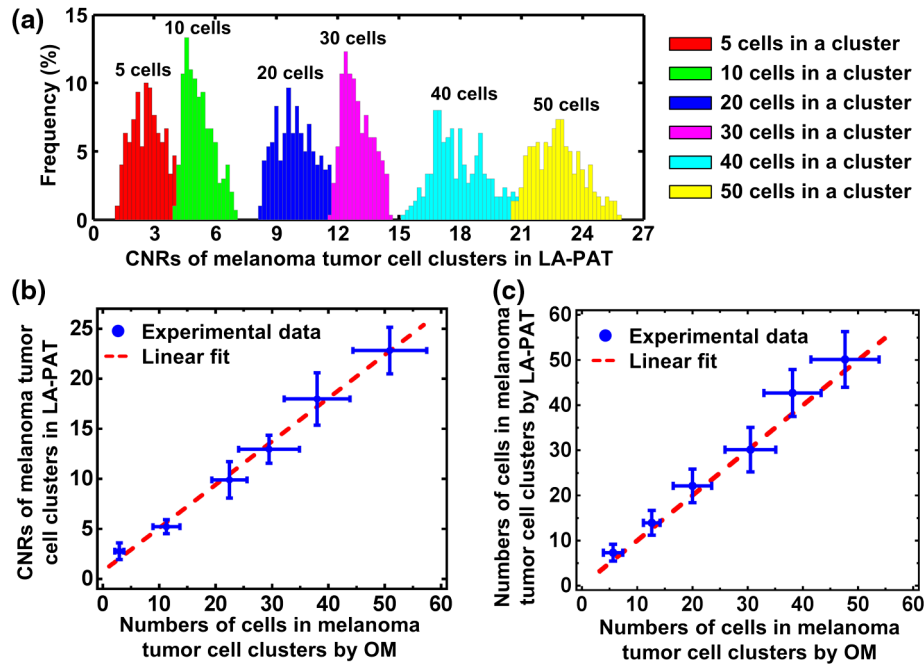 (a)
15
10
5
0
Frequency (%)
5 cells
10 cells
20 cells
30 cells
40 cells
50 cells
0 3 6 9 12 15 18 21 24 27
CNRs of melanoma tumor cell clusters in LA-PAT
5 cells in a cluster
10 cells in a cluster
20 cells in a cluster
30 cells in a cluster
40 cells in a cluster
50 cells in a cluster
(b)
CNRs of melanoma tumor
cell clusters in LA-PAT
25
20
15
10
5
0
Experimental data
Linear fit
0 10 20 30 40 50 60
Numbers of cells in melanoma
tumor cell clusters by OM
(c)
Numbers of cells in melanoma
tumor cell clusters by LA-PAT
60
50
40
30
20
10
0
Experimental data
Linear fit
0 10 20 30 40 50 60
Numbers of cells in melanoma
tumor cell clusters by OM